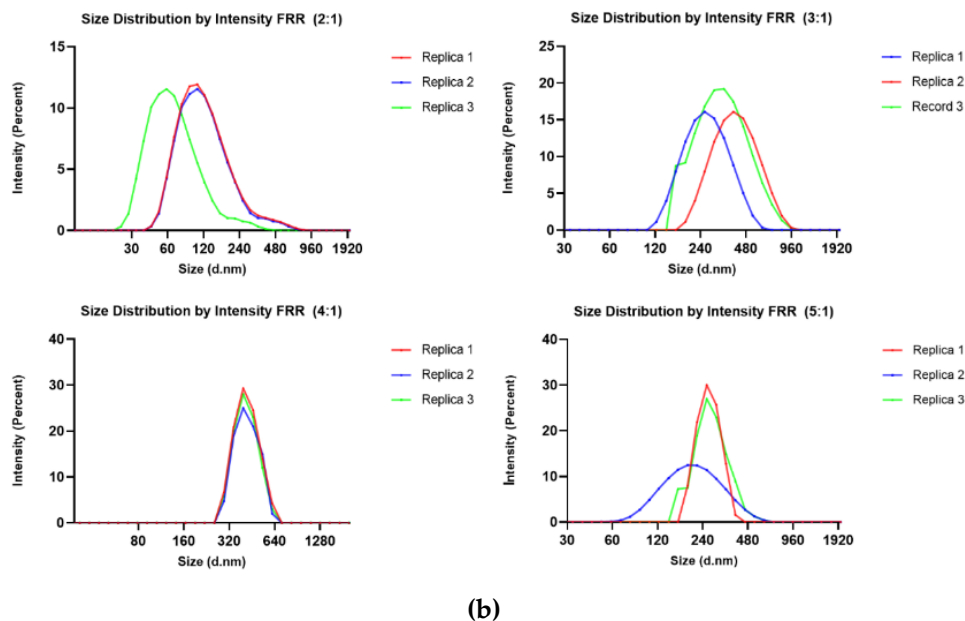 Size Distribution by Intensity FRR (2:1)
Intensity (Percent)
15
10
5
0
30 60 120 240 480 960 1920
Size (d.nm)
Replica 1
Replica 2
Replica 3
Size Distribution by Intensity FRR (3:1)
Intensity (Percent)
25
20
15
10
5
0
30 60 120 240 480 960 1920
Size (d.nm)
Replica 1
Replica 2
Record 3
Size Distribution by Intensity FRR (4:1)
Intensity (Percent)
40
30
20
10
0
80 160 320 640 1280
Size (d.nm)
Replica 1
Replica 2
Replica 3
Size Distribution by Intensity FRR (5:1)
Intensity (Percent)
40
30
20
10
0
30 60 120 240 480 960 1920
Size (d.nm)
Replica 1
Replica 2
Replica 3
(b)